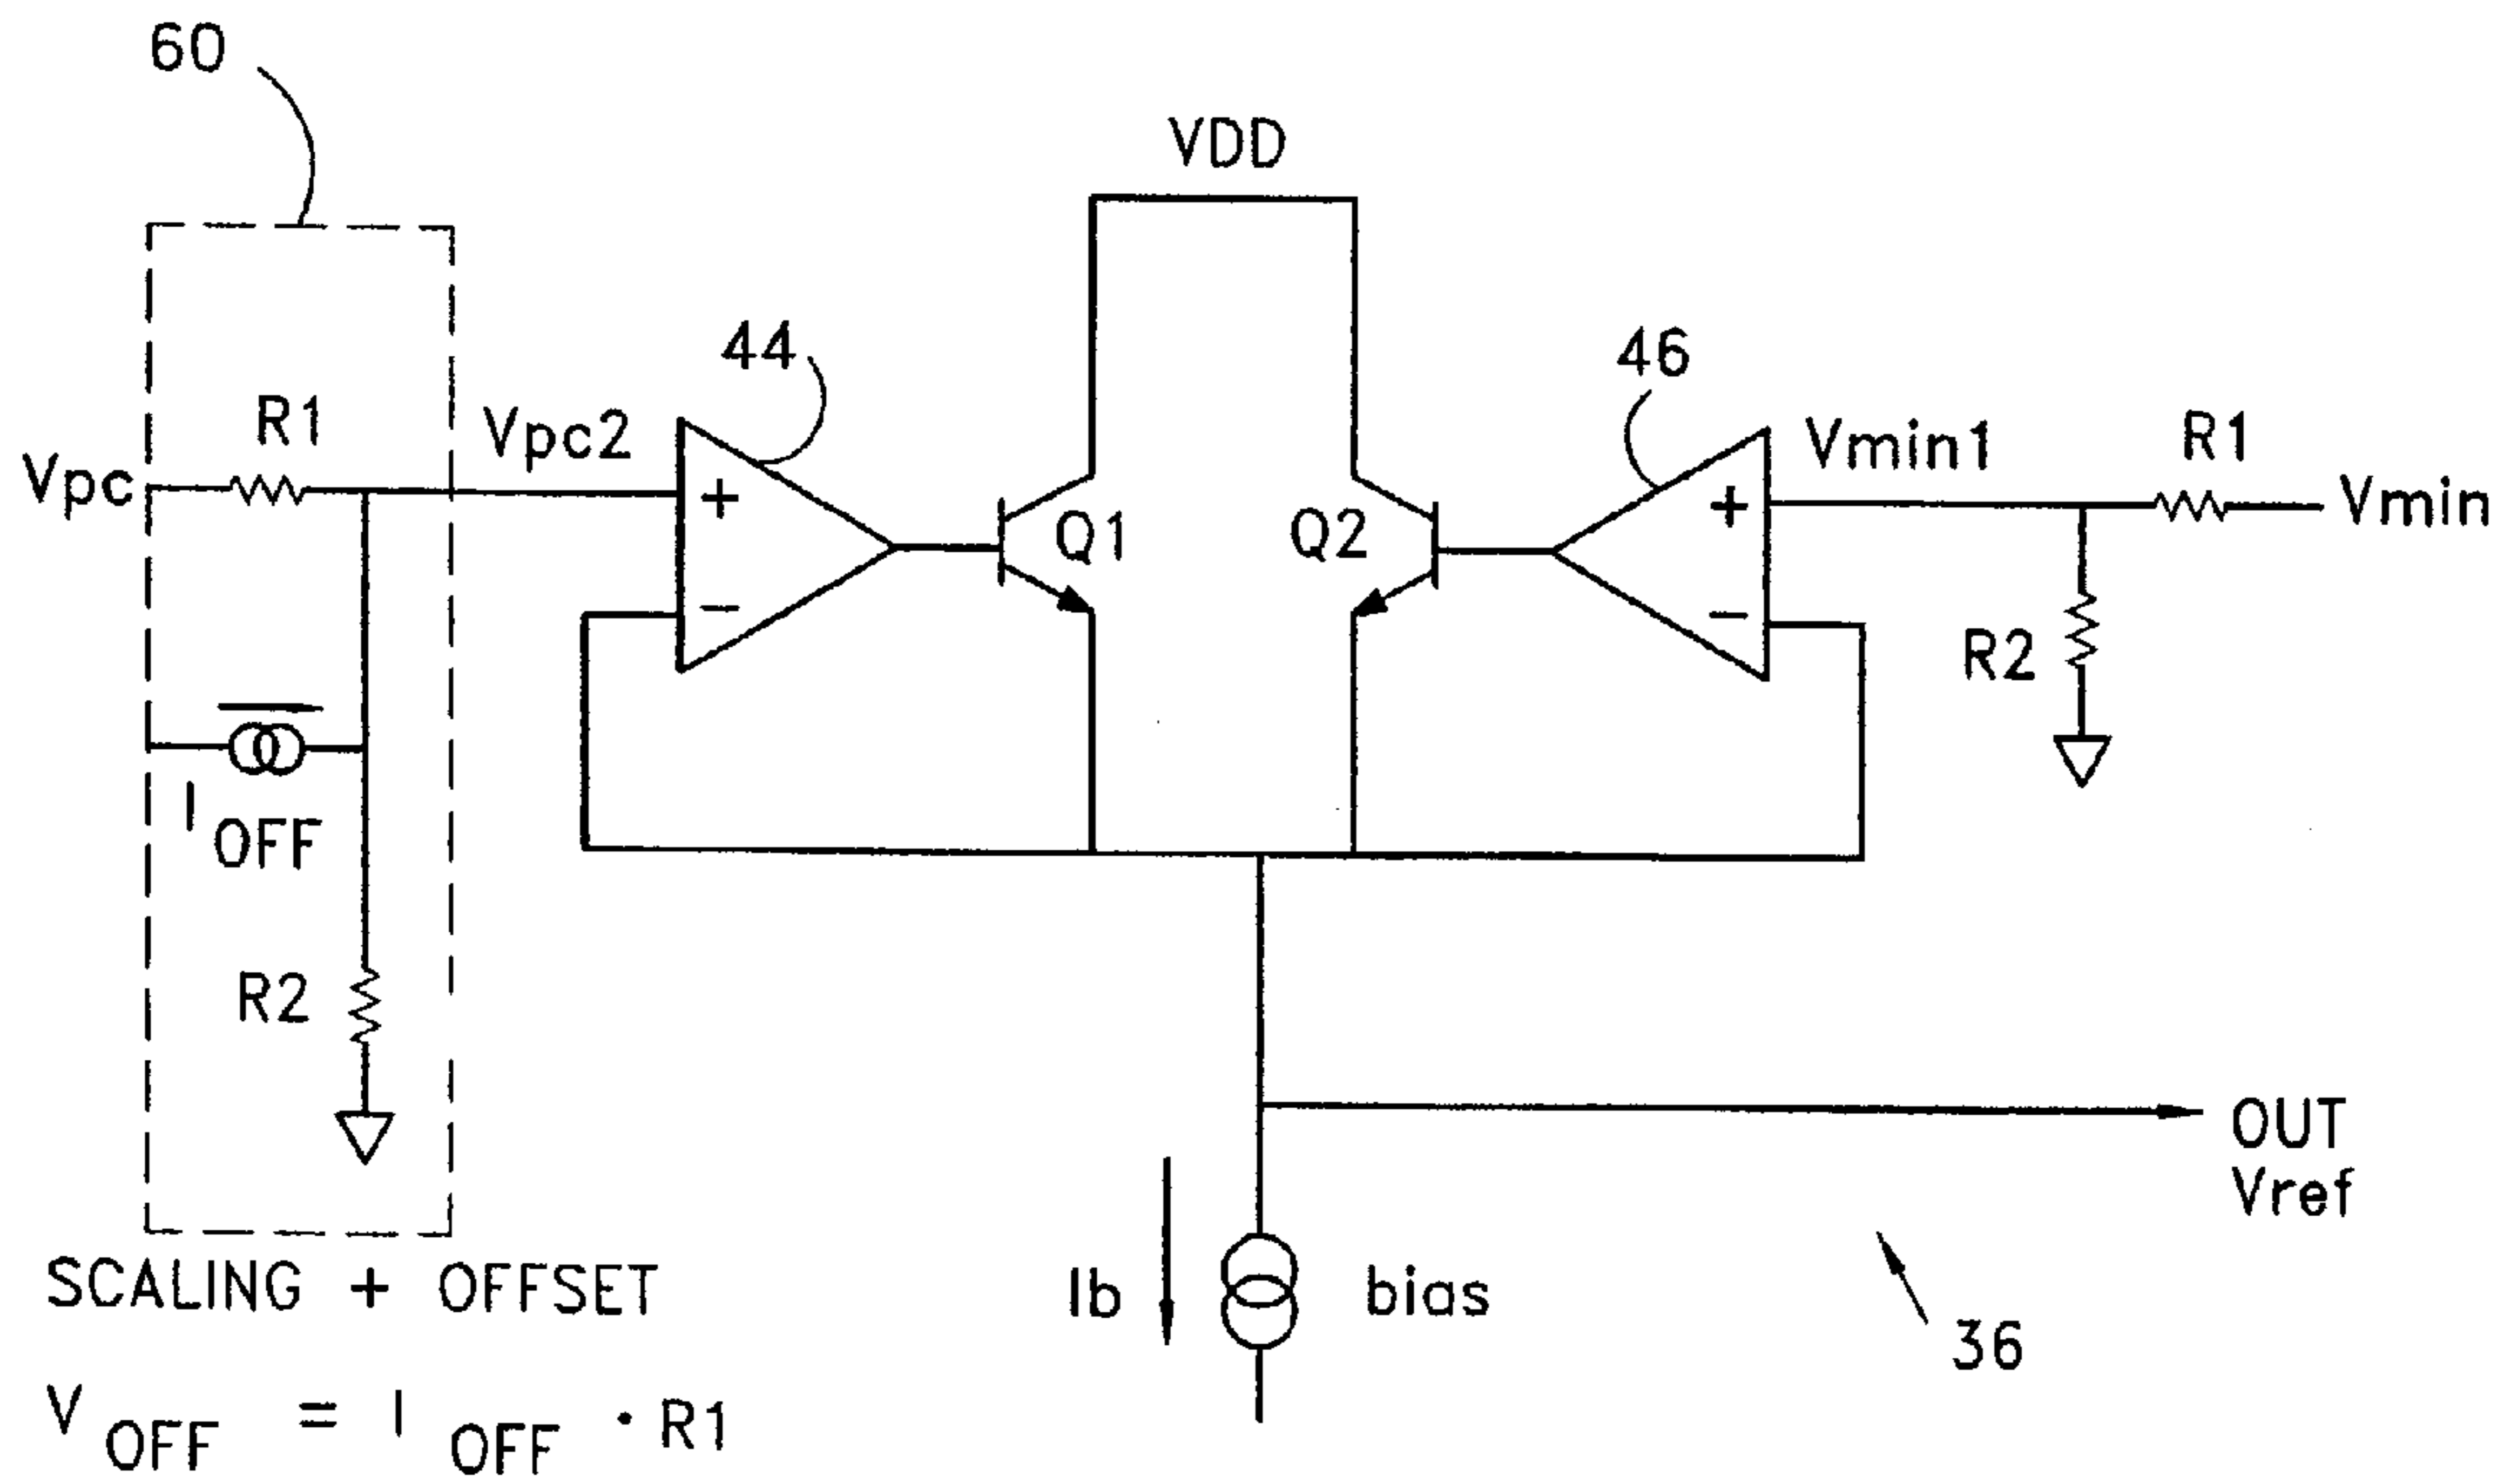 60
VDD
44
46
R1
Vpc2
Vmin1
R1
Vpc
+
Q1
Q2
+
Vmin
−
−
R2
I OFF
R2
OUT
Vref
SCALING + OFFSET
Ib
bias
36
V OFF = I OFF · R1